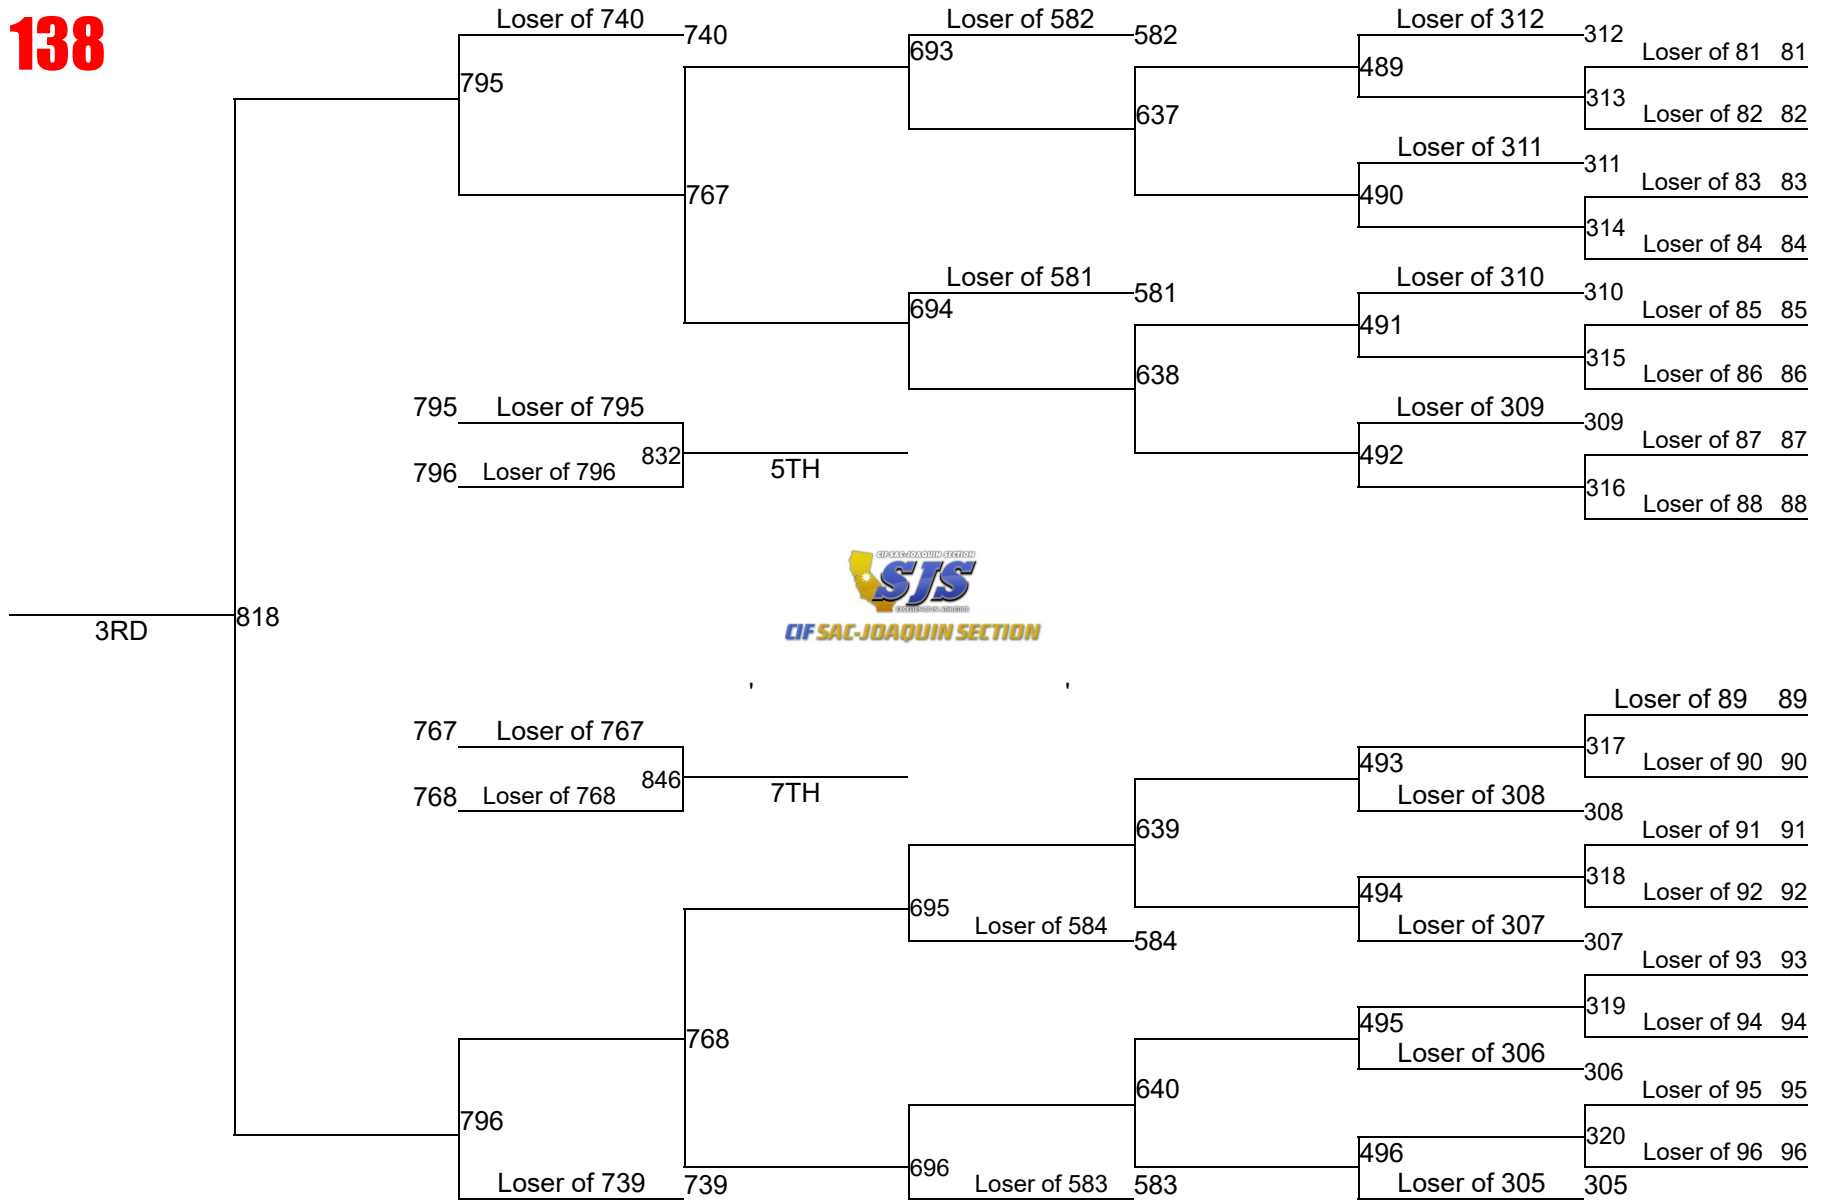 138
Loser of 740 740
Loser of 582 582
Loser of 312 312
693
Loser of 81 81
489
795
313
637
Loser of 82 82
Loser of 311 311
Loser of 83 83
767
490
314
Loser of 84 84
Loser of 581 581
Loser of 310 310
694
Loser of 85 85
491
315
638
Loser of 86 86
795 Loser of 795
Loser of 309 309
832
Loser of 87 87
492
5TH
796 Loser of 796
316
Loser of 88 88
CIF SAC-JOAQUIN SECTION
SJS
EXCELLENCE IN ATHLETICS
818
3RD
CIF SAC-JOAQUIN SECTION
' '
Loser of 89 89
767 Loser of 767
317
493
Loser of 90 90
846
7TH
768 Loser of 768
Loser of 308 308
639
Loser of 91 91
318
494
Loser of 92 92
695
Loser of 584 584
Loser of 307 307
Loser of 93 93
319
495
Loser of 94 94
768
Loser of 306 306
640
Loser of 95 95
796
320
496
Loser of 96 96
696
Loser of 739 739
Loser of 583 583
Loser of 305 305